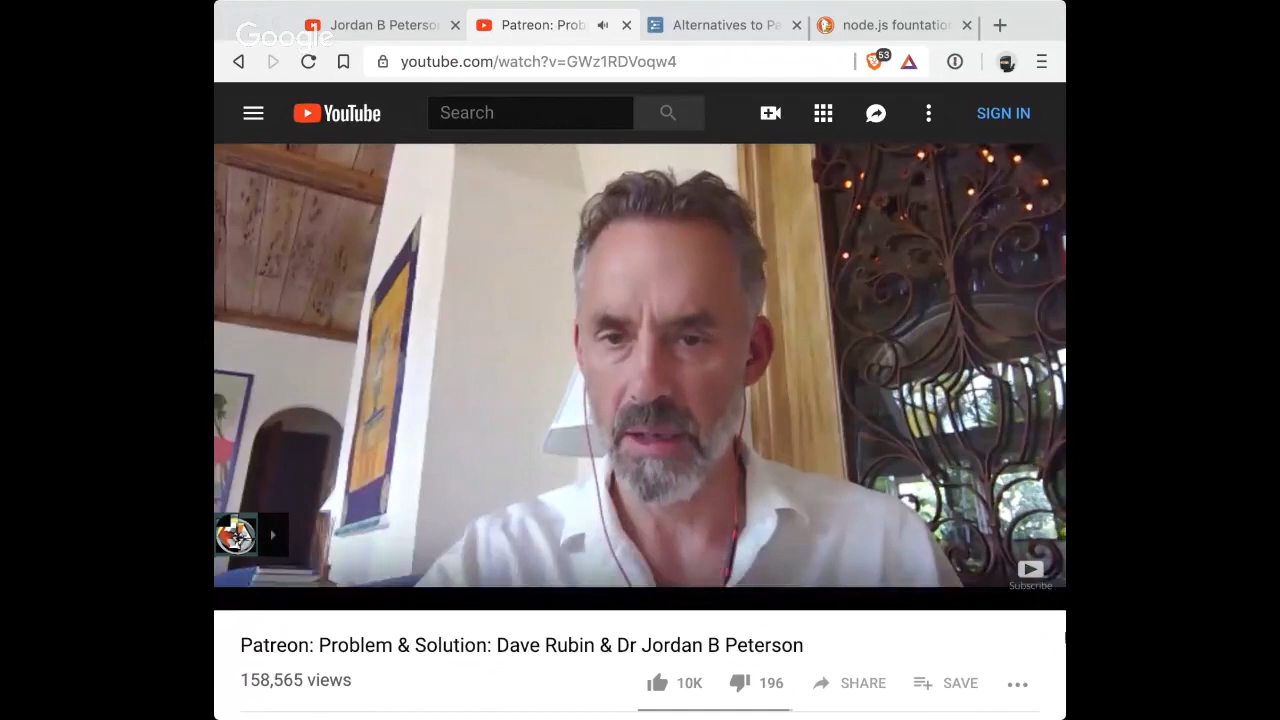 Google
Jordan B Peterso
Patreon: Prob
Alternatives to Pa
node.js fountatio
youtube.com/watch?v=GWz1RDVoqw4
53
YouTube
Search
SIGN IN
Subscribe
Patreon: Problem & Solution: Dave Rubin & Dr Jordan B Peterson
158,565 views
10K
196
SHARE
SAVE